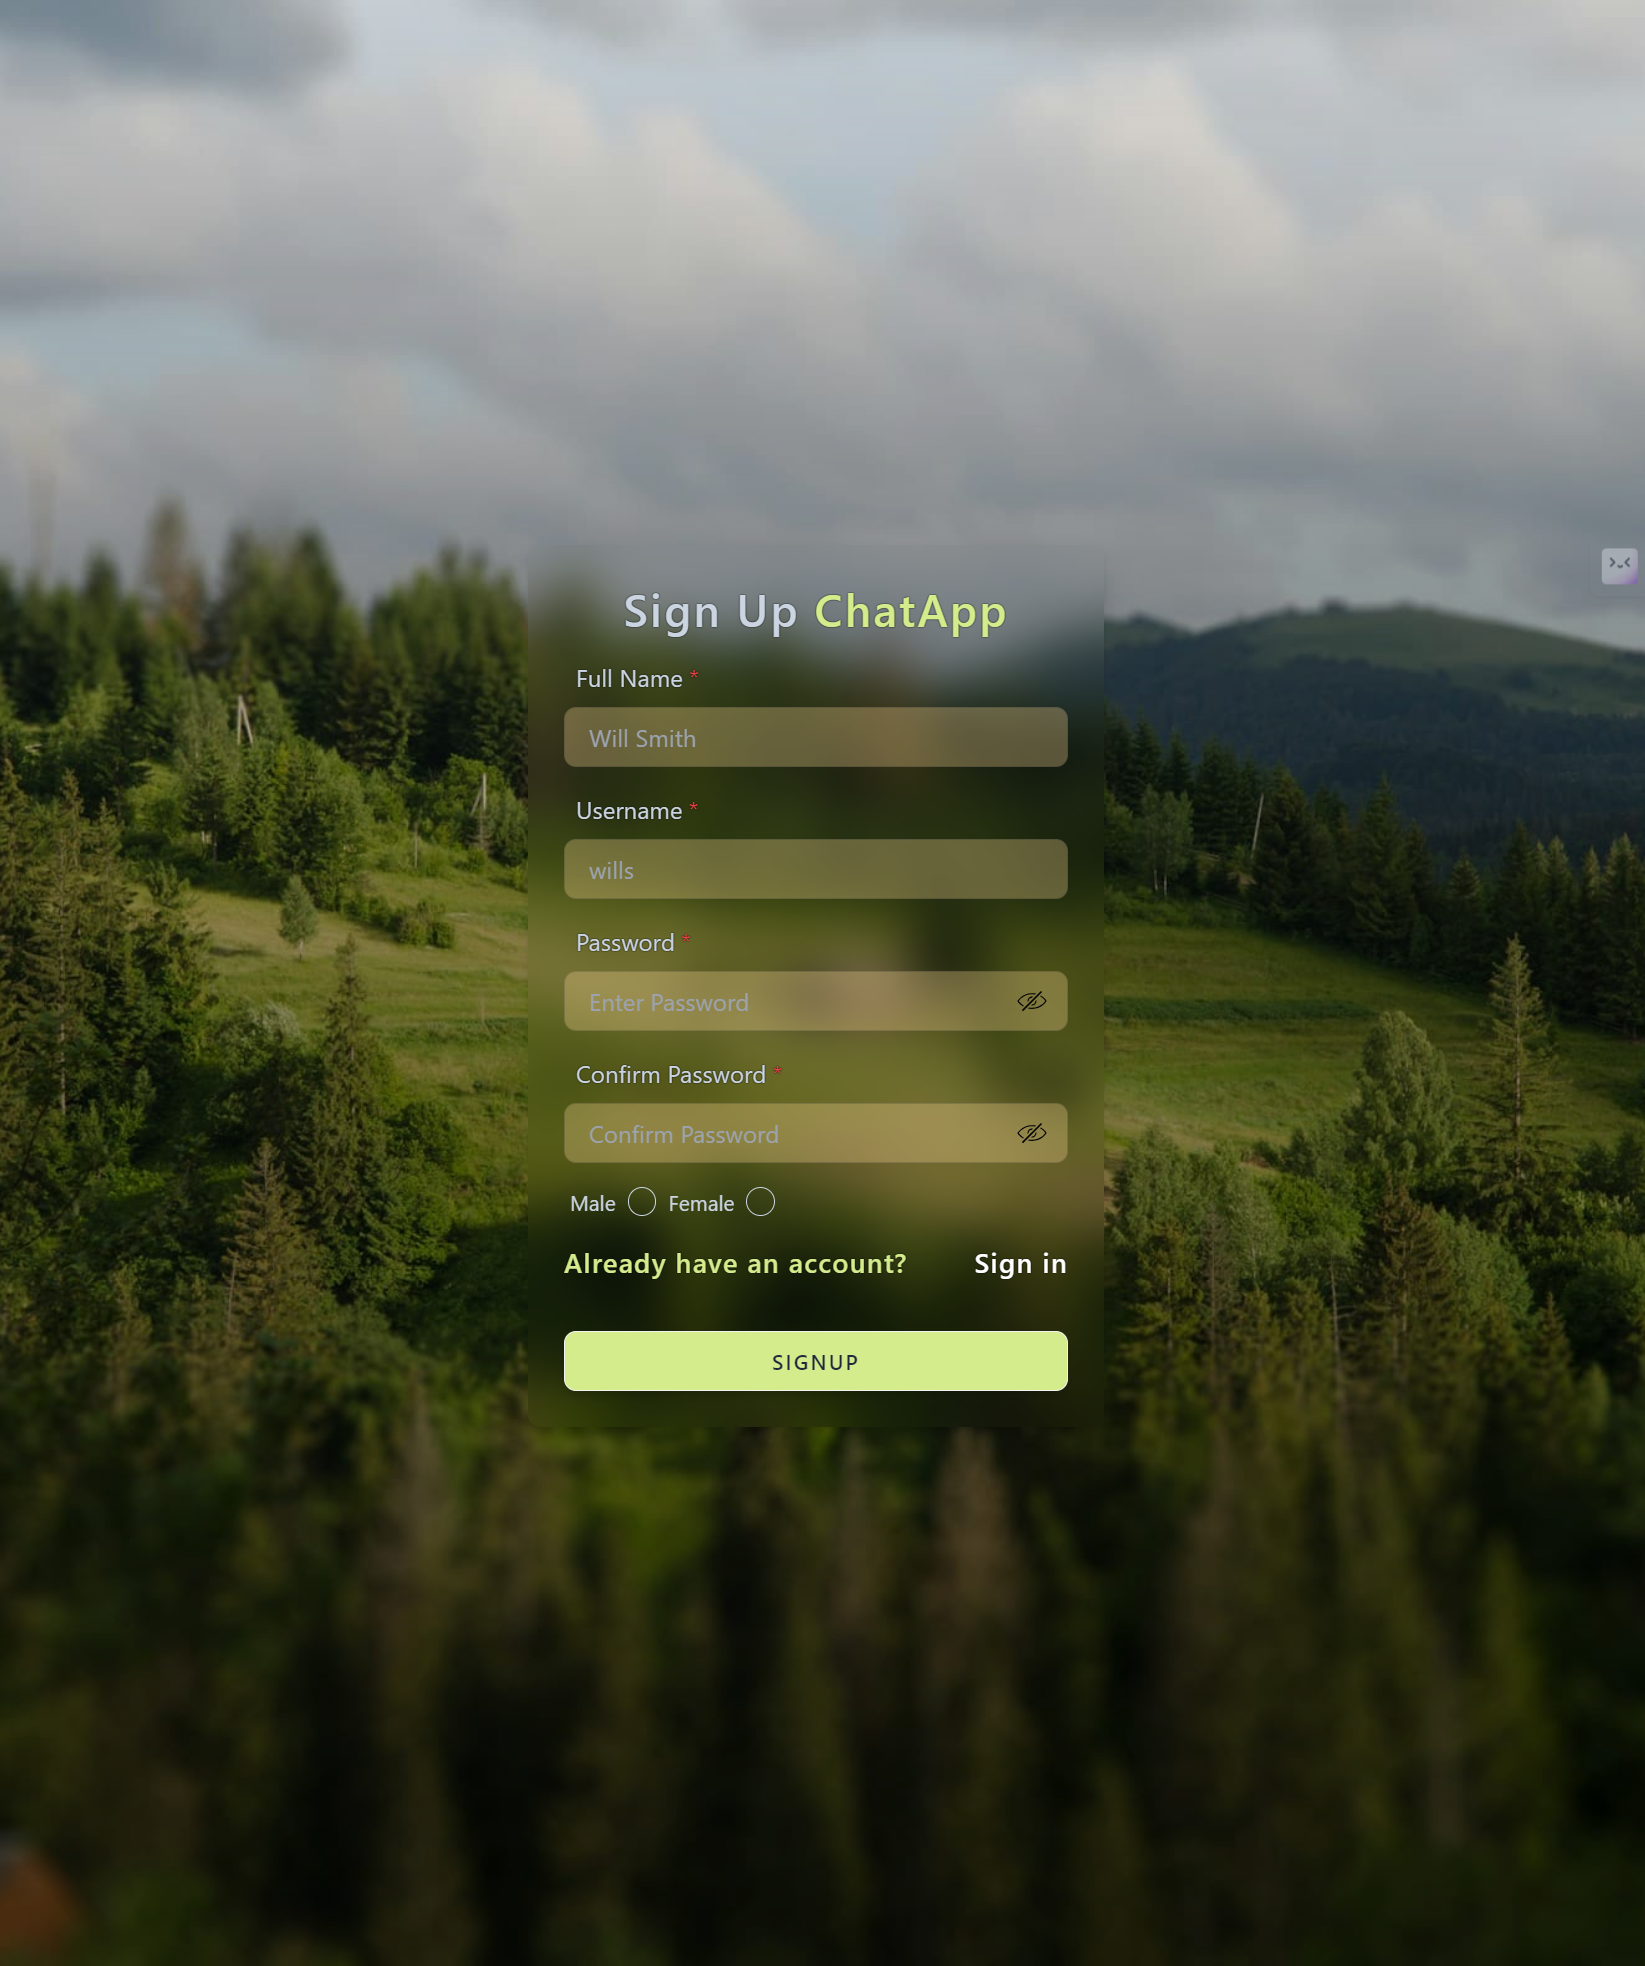 Sign Up ChatApp
Full Name *
Will Smith
Username *
wills
Password *
Enter Password
Confirm Password *
Confirm Password
Male Female
Already have an account? Sign in
SIGNUP